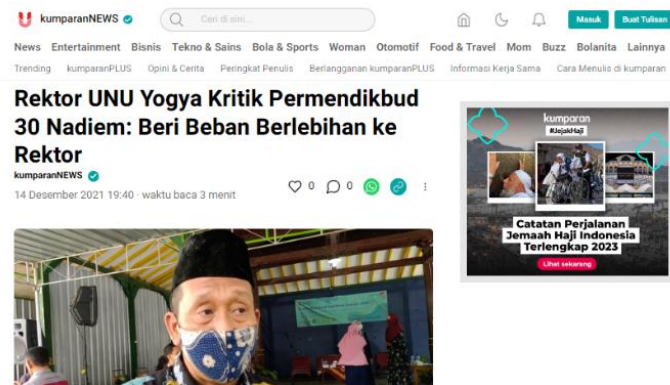 kumparanNEWS
Cari di sini...
Masuk
Buat Tulisan
News Entertainment Bisnis Tekno & Sains Bola & Sports Woman Otomotif Food & Travel Mom Buzz Bolanita Lainnya
Trending kumparanPLUS Opini & Cerita Peringkat Penulis Berlangganan kumparanPLUS Informasi Kerja Sama Cara Menulis di kumparan
Rektor UNU Yogya Kritik Permendikbud
30 Nadiem: Beri Beban Berlebihan ke
Rektor
kumparanNEWS
14 Desember 2021 19:40 · waktu baca 3 menit
0 0
kumparan
#JejakHaji
Catatan Perjalanan
Jemaah Haji Indonesia
Terlengkap 2023
Lihat sekarang